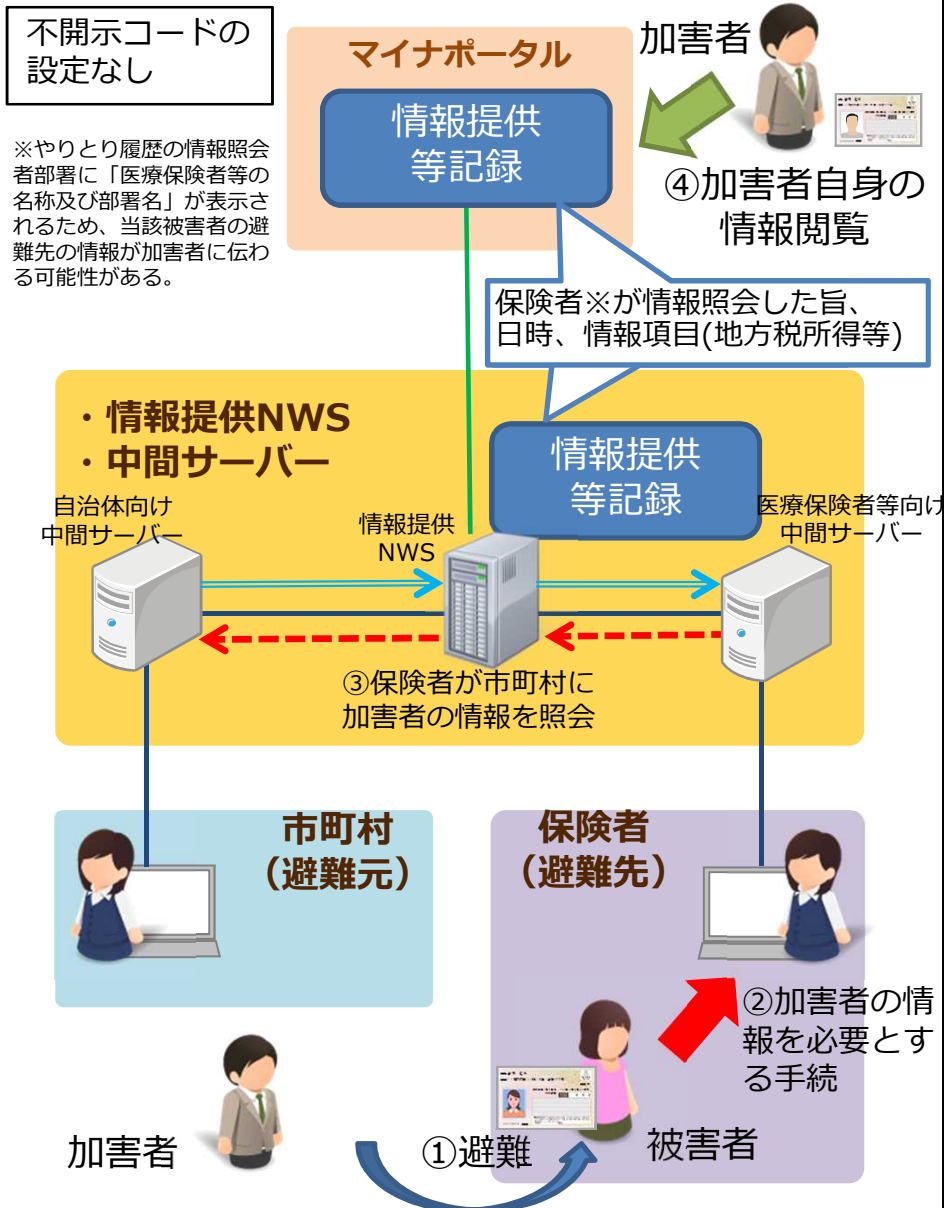 不開示コードの
設定なし
※やりとり履歴の情報照会
者部署に「医療保険者等の
名称及び部署名」が表示さ
れるため、当該被害者の避
難先の情報が加害者に伝わ
る可能性がある。
マイナポータル
情報提供
等記録
加害者
④加害者自身の
情報閲覧
保険者※が情報照会した旨、
日時、情報項目(地方税所得等)
・情報提供NWS
・中間サーバー
情報提供
等記録
自治体向け
中間サーバー
情報提供
NWS
医療保険者等向け
中間サーバー
③保険者が市町村に
加害者の情報を照会
市町村
（避難元）
保険者
（避難先）
②加害者の情
報を必要とす
る手続
加害者
①避難
被害者